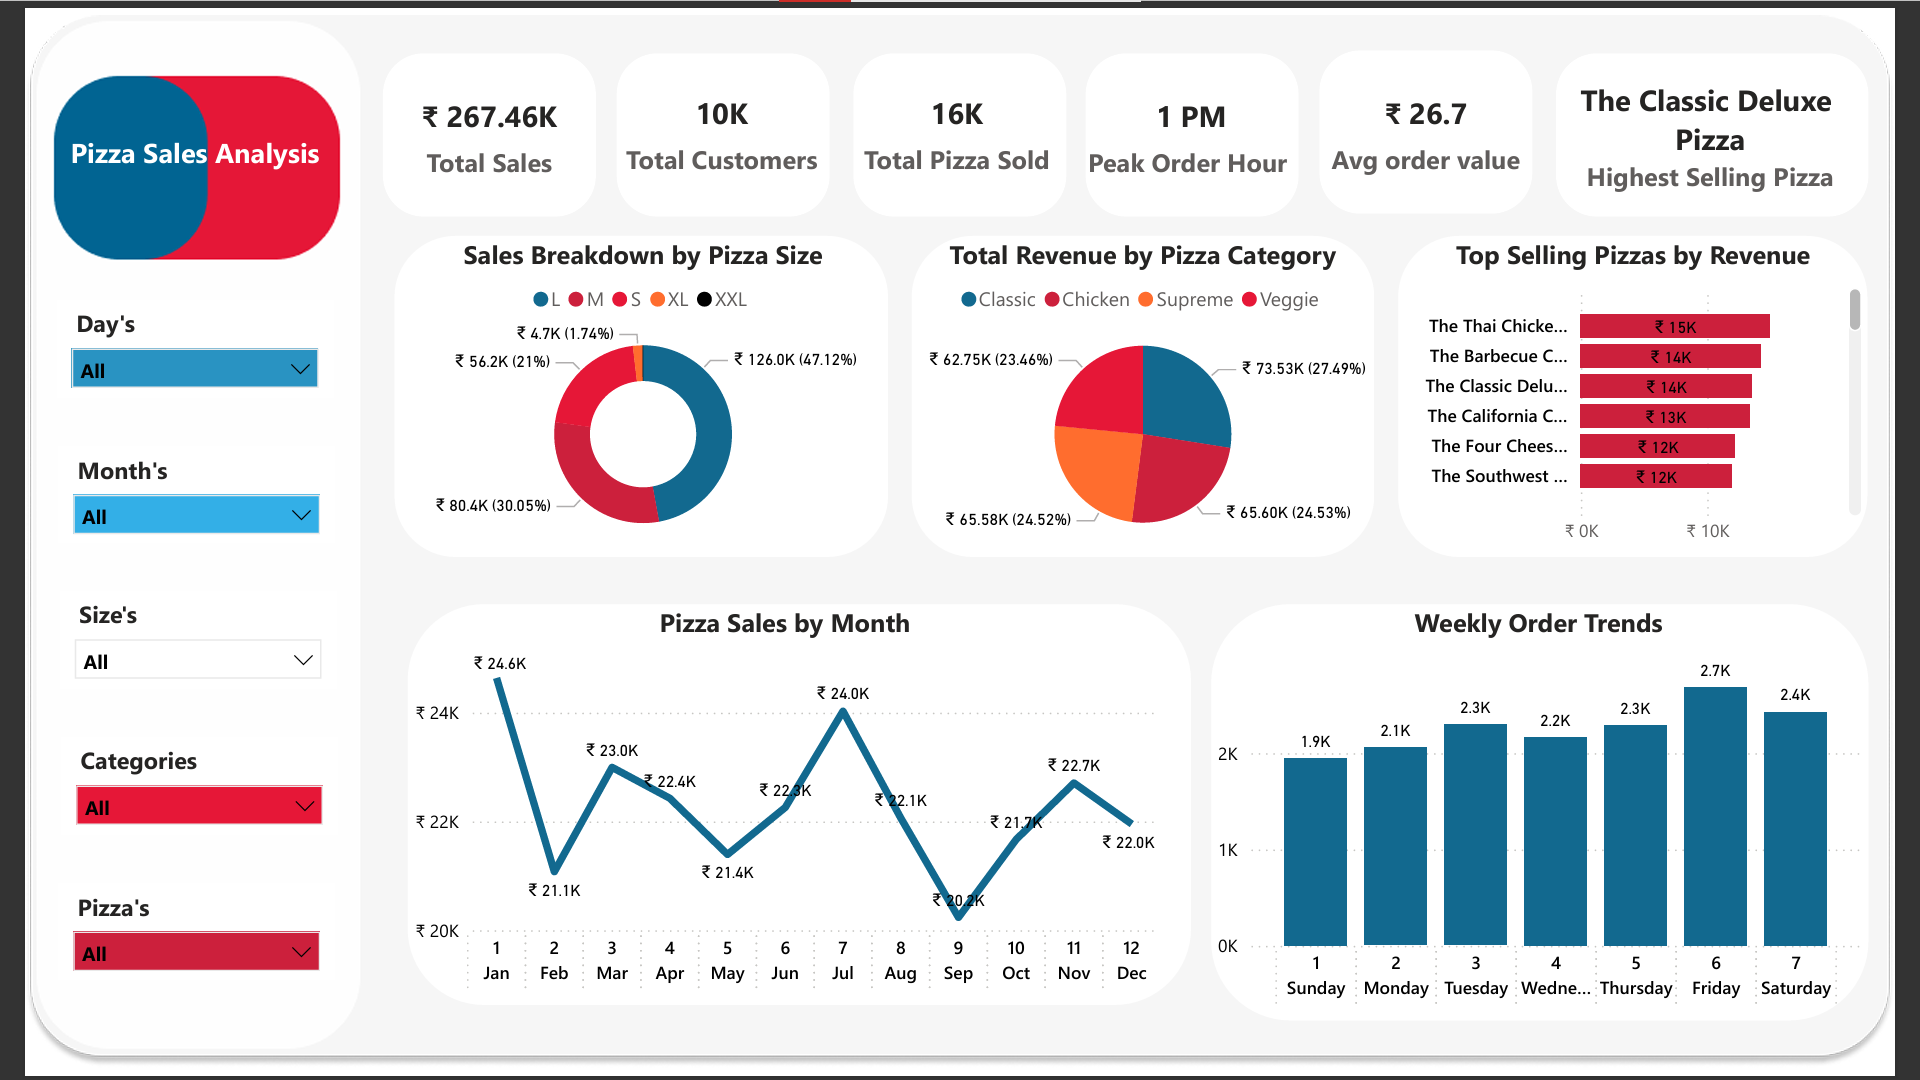 Pizza Sales Analysis
Day's
All
Month's
All
Size's
All
Categories
All
Pizza's
All
₹ 267.46K
Total Sales
10K
Total Customers
16K
Total Pizza Sold
1 PM
Peak Order Hour
₹ 26.7
Avg order value
The Classic Deluxe
Pizza
Highest Selling Pizza
Sales Breakdown by Pizza Size
L M S XL XXL
₹ 4.7K (1.74%)
₹ 56.2K (21%)
₹ 126.0K (47.12%)
₹ 80.4K (30.05%)
Total Revenue by Pizza Category
Classic Chicken Supreme Veggie
₹ 62.75K (23.46%)
₹ 73.53K (27.49%)
₹ 65.58K (24.52%)
₹ 65.60K (24.53%)
Top Selling Pizzas by Revenue
The Thai Chicke... ₹ 15K
The Barbecue C... ₹ 14K
The Classic Delu... ₹ 14K
The California C... ₹ 13K
The Four Chees... ₹ 12K
The Southwest ... ₹ 12K
₹ 0K ₹ 10K
Pizza Sales by Month
₹ 24K
₹ 22K
₹ 20K
₹ 24.6K
₹ 21.1K
₹ 23.0K
₹ 22.4K
₹ 21.4K
₹ 22.3K
₹ 24.0K
₹ 22.1K
₹ 20.2K
₹ 21.7K
₹ 22.7K
₹ 22.0K
1 2 3 4 5 6 7 8 9 10 11 12
Jan Feb Mar Apr May Jun Jul Aug Sep Oct Nov Dec
Weekly Order Trends
2K
1K
0K
1.9K
2.1K
2.3K
2.2K
2.3K
2.7K
2.4K
1 2 3 4 5 6 7
Sunday Monday Tuesday Wedne... Thursday Friday Saturday